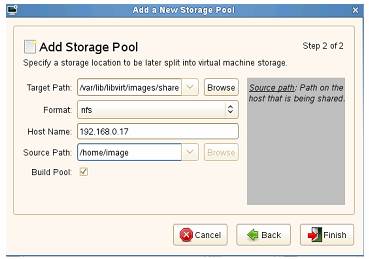 Add a New Storage Pool
Add Storage Pool
Step 2 of 2
Specify a storage location to be later split into virtual machine storage.
Target Path: /var/lib/libvirt/images/share Browse
Source path: Path on the
host that is being shared.
Format: nfs
Host Name: 192.168.0.17
Source Path: /home/image Browse
Build Pool:
Cancel Back Finish